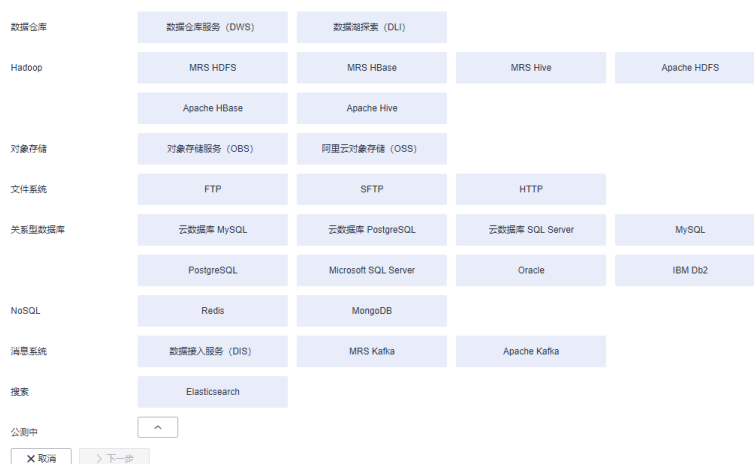 数据仓库 数据仓库服务（DWS） 数据湖探索（DLI）
Hadoop MRS HDFS MRS HBase MRS Hive Apache HDFS
Apache HBase Apache Hive
对象存储 对象存储服务（OBS） 阿里云对象存储（OSS）
文件系统 FTP SFTP HTTP
关系型数据库 云数据库 MySQL 云数据库 PostgreSQL 云数据库 SQL Server MySQL
PostgreSQL Microsoft SQL Server Oracle IBM Db2
NoSQL Redis MongoDB
消息系统 数据接入服务（DIS） MRS Kafka Apache Kafka
搜索 Elasticsearch
公测中
取消 下一步